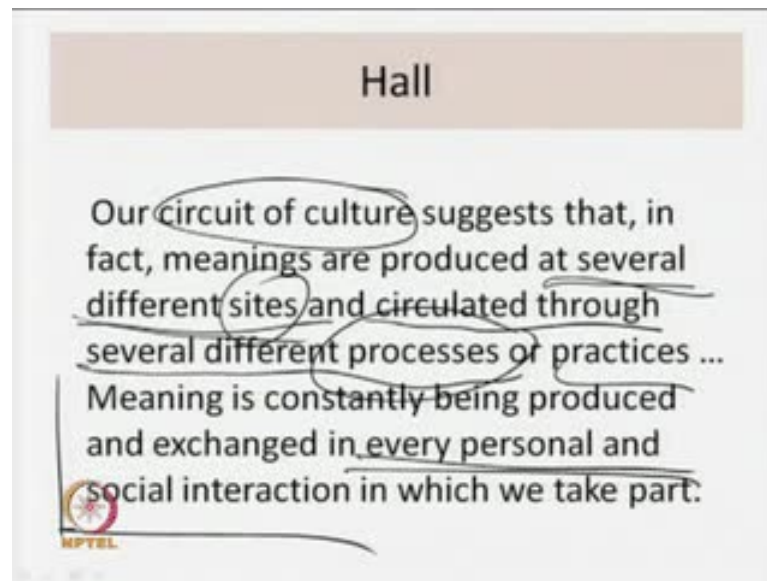 Hall
Our circuit of culture suggests that, in
fact, meanings are produced at several
different sites and circulated through
several different processes or practices ...
Meaning is constantly being produced
and exchanged in every personal and
social interaction in which we take part.
NPTEL